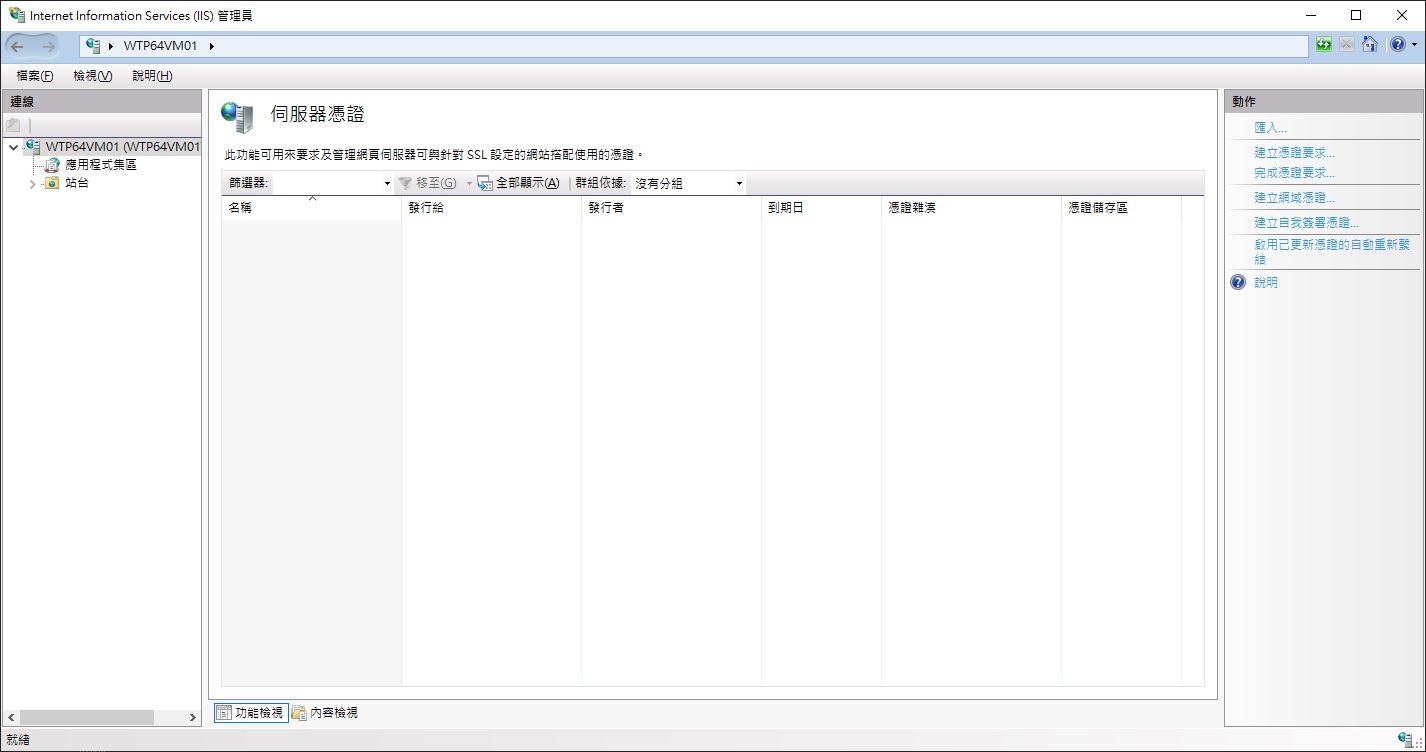 Internet Information Services (IIS) 管理員
WTP64VM01
檔案(F) 檢視(V) 說明(H)
連線
WTP64VM01 (WTP64VM01
應用程式集區
站台
伺服器憑證
此功能可用來要求及管理網頁伺服器可與針對 SSL 設定的網站搭配使用的憑證。
篩選器: 移至(G) 全部顯示(A) 群組依據: 沒有分組
名稱 發行給 發行者 到期日 憑證雜湊 憑證儲存區
功能檢視 內容檢視
動作
匯入...
建立憑證要求...
完成憑證要求...
建立網域憑證...
建立自我簽署憑證...
啟用已更新憑證的自動重新繫
結
說明
就緒